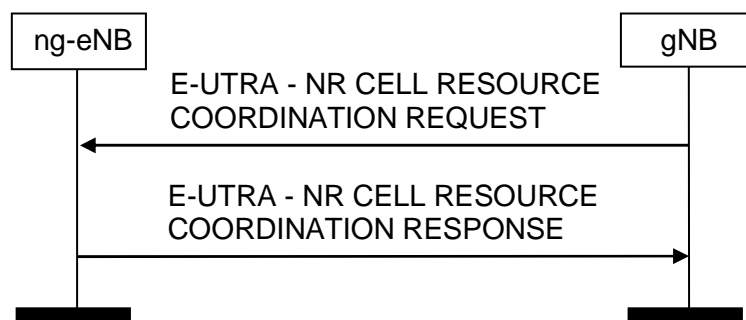 ng-eNB
gNB
E-UTRA - NR CELL RESOURCE
COORDINATION REQUEST
E-UTRA - NR CELL RESOURCE
COORDINATION RESPONSE